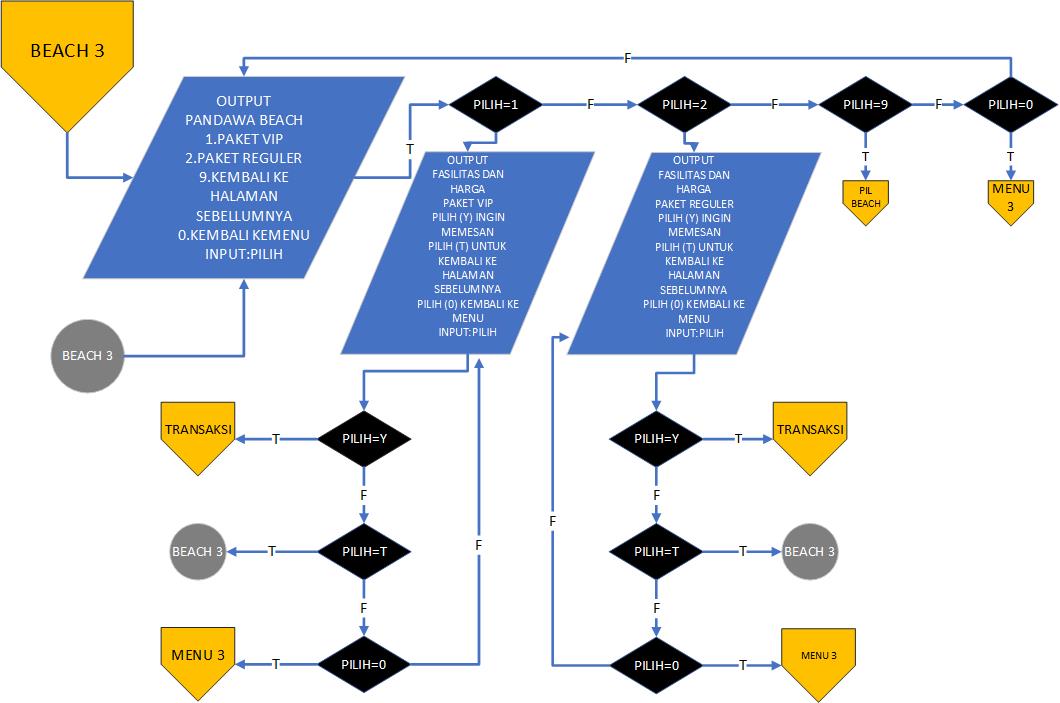 BEACH 3
F
OUTPUT
PANDAWA BEACH
1.PAKET VIP
2.PAKET REGULER
9.KEMBALI KE
HALAMAN
SEBELLUMNYA
0.KEMBALI KEMENU
INPUT:PILIH
T
PILIH=1
F
PILIH=2
F
PILIH=9
F
PILIH=0
T
PIL
BEACH
T
MENU
3
OUTPUT
FASILITAS DAN
HARGA
PAKET VIP
PILIH (Y) INGIN
MEMESAN
PILIH (T) UNTUK
KEMBALI KE
HALAMAN
SEBELUMNYA
PILIH (0) KEMBALI KE
MENU
INPUT:PILIH
OUTPUT
FASILITAS DAN
HARGA
PAKET REGULER
PILIH (Y) INGIN
MEMESAN
PILIH (T) UNTUK
KEMBALI KE
HALAMAN
SEBELUMNYA
PILIH (0) KEMBALI KE
MENU
INPUT:PILIH
BEACH 3
TRANSAKSI
T
PILIH=Y
F
BEACH 3
T
PILIH=T
F
F
MENU 3
T
PILIH=0
PILIH=Y
T
TRANSAKSI
F
F
PILIH=T
T
BEACH 3
F
PILIH=0
T
MENU 3